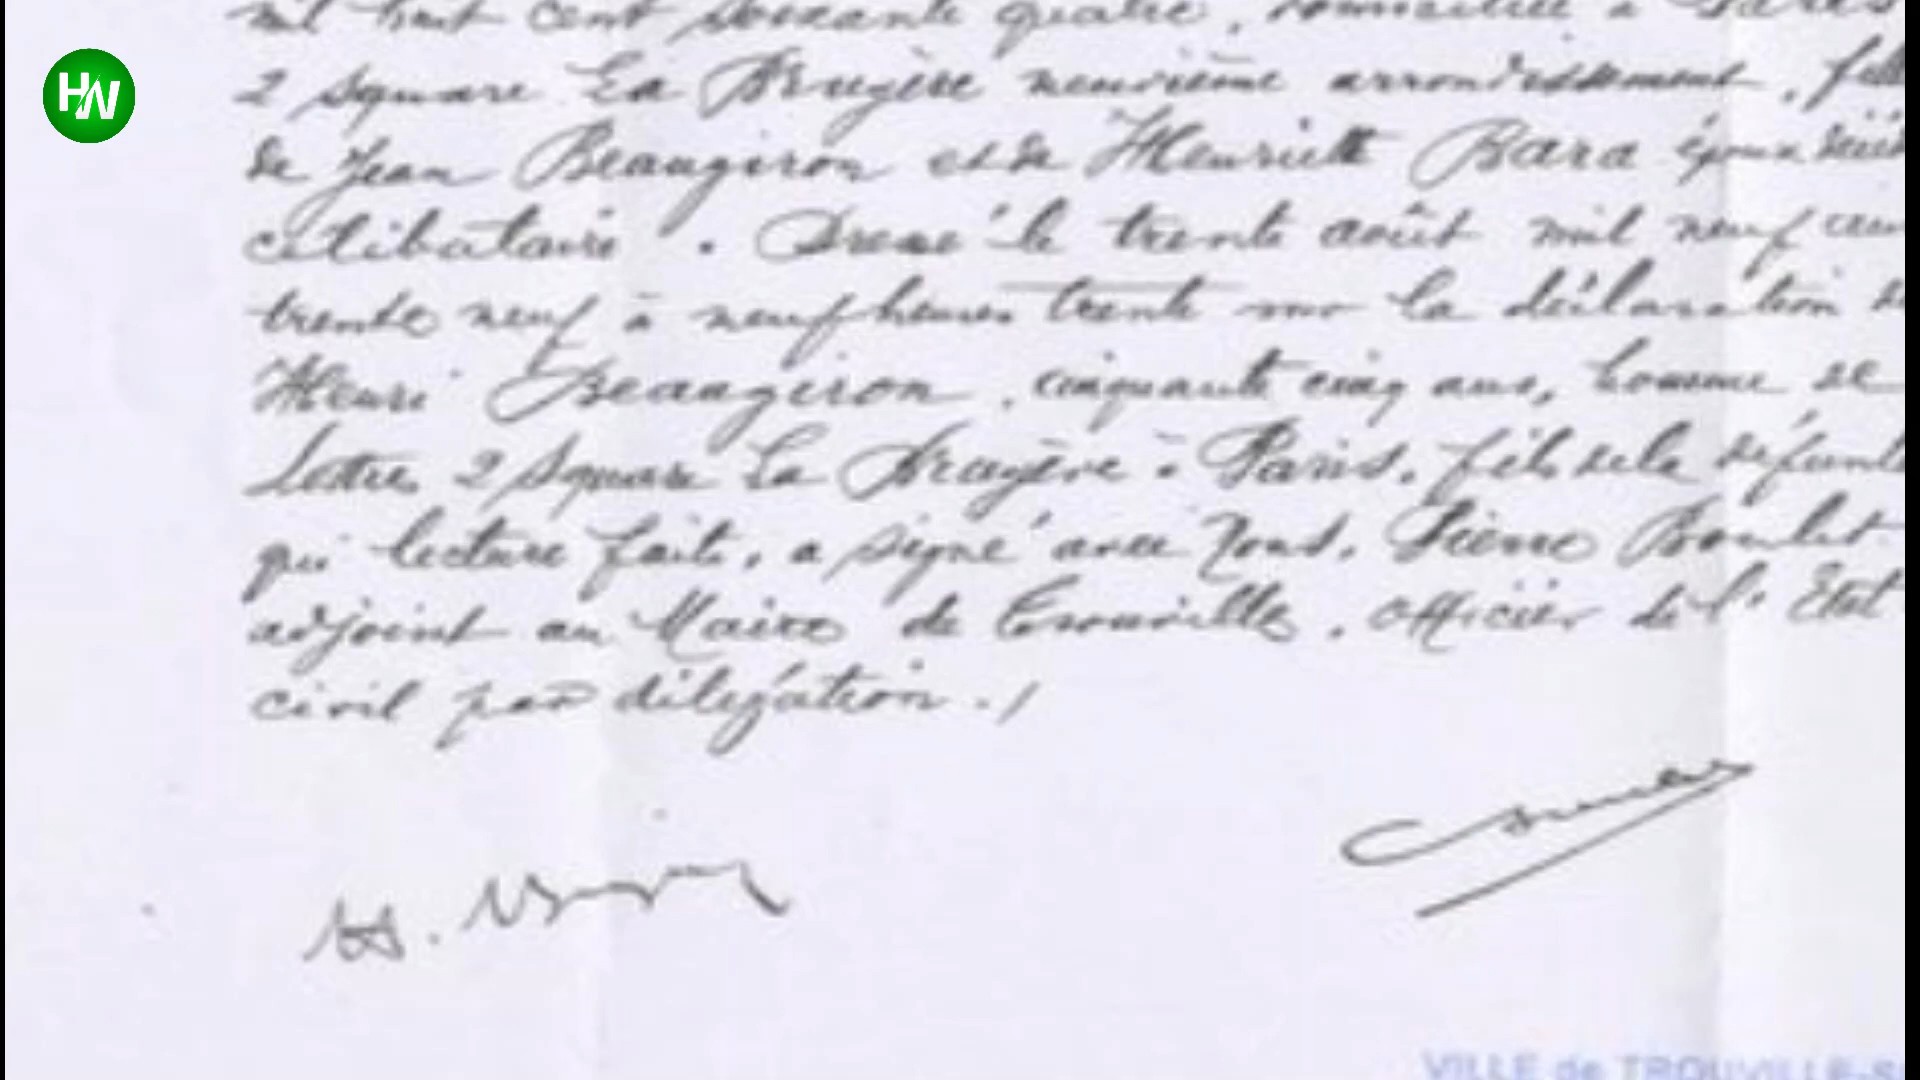 HW
mil huit cent soixante quatre, domiciliée à Paris
2 square La Bruyère neuvième arrondissement, fille
de Jean Beaugiron et de Henriette Bara époux décéd
célibataire. Dressé le trente août mil neuf cent
trente neuf à neuf heures trente sur la déclaration de
Henri Beaugiron, cinquante cinq ans, homme de
Lettres 2 square La Bruyère à Paris, fils de la défunte
qui lecture faite, a signé avec Nous, Pierre Boulet
adjoint au Maire de Trouville, officier de l'Etat
civil par délégation./
H.
VILLE de TROUVILLE-S